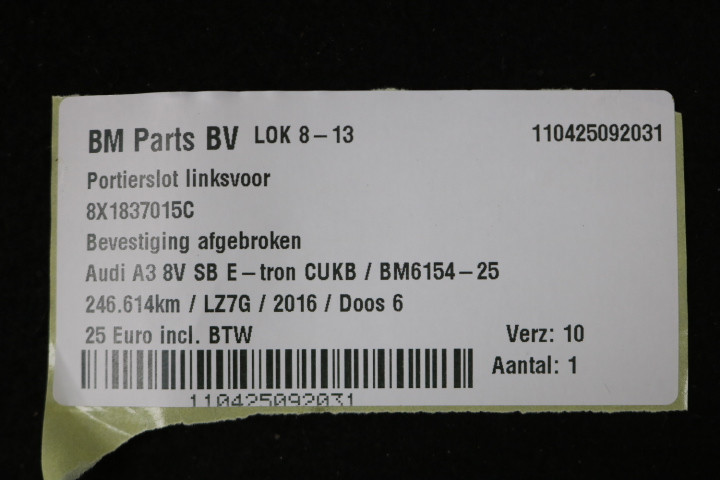 BM Parts BV LOK 8-13 110425092031
Portierslot linksvoor
8X1837015C
Bevestiging afgebroken
Audi A3 8V SB E-tron CUKB / BM6154-25
246.614km / LZ7G / 2016 / Doos 6
25 Euro incl. BTW Verz: 10
Aantal: 1
110425092031